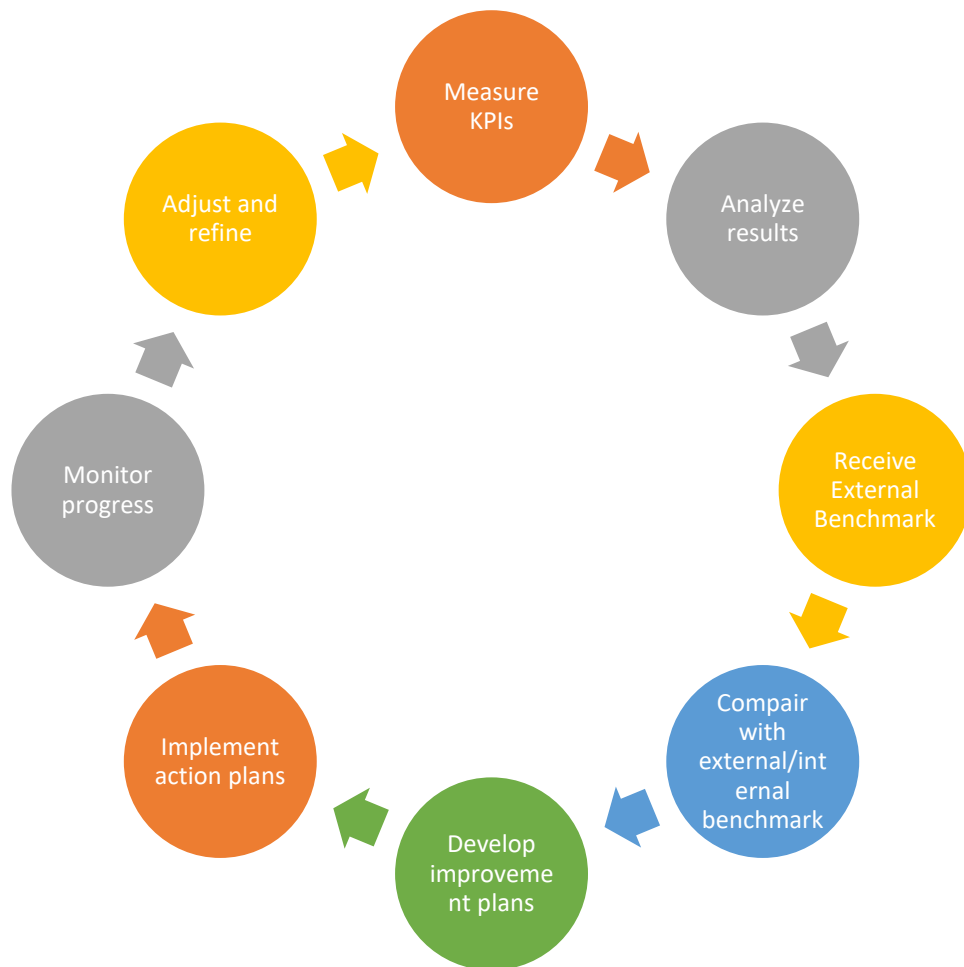 Measure
KPIs
Analyze
results
Receive
External
Benchmark
Compair
with
external/int
ernal
benchmark
Develop
improveme
nt plans
Implement
action plans
Monitor
progress
Adjust and
refine